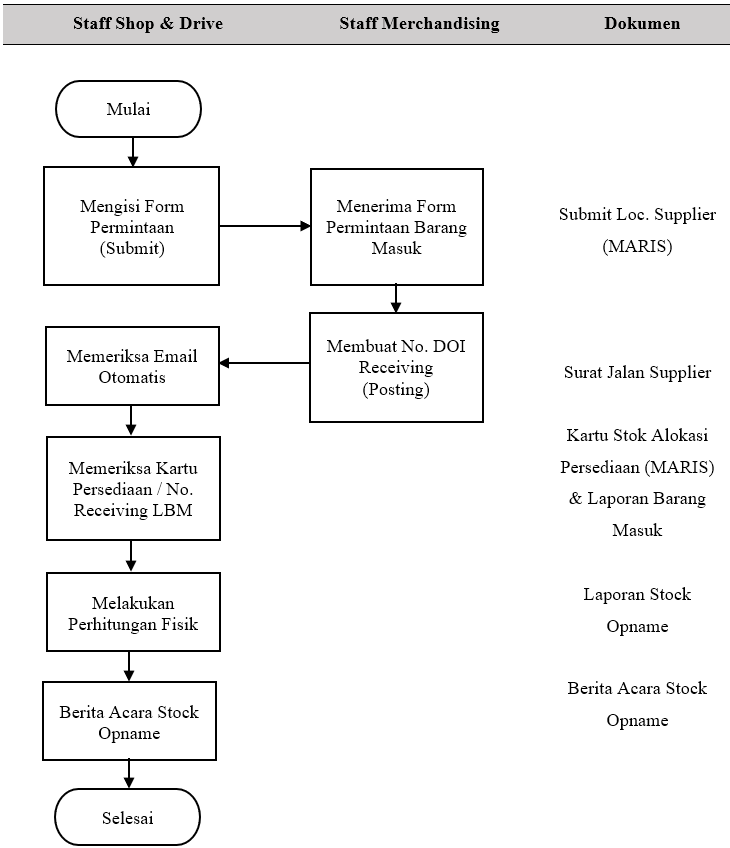 Staff Shop & Drive
Staff Merchandising
Dokumen
Mulai
Mengisi Form
Permintaan
(Submit)
Menerima Form
Permintaan Barang
Masuk
Submit Loc. Supplier
(MARIS)
Memeriksa Email
Otomatis
Membuat No. DOI
Receiving
(Posting)
Surat Jalan Supplier
Memeriksa Kartu
Persediaan / No.
Receiving LBM
Kartu Stok Alokasi
Persediaan (MARIS)
& Laporan Barang
Masuk
Melakukan
Perhitungan Fisik
Laporan Stock
Opname
Berita Acara Stock
Opname
Berita Acara Stock
Opname
Selesai